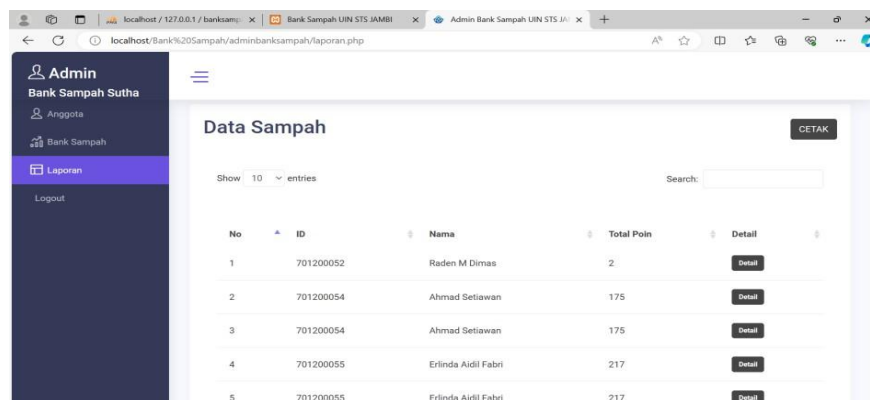 localhost / 127.0.0.1 / banksamp
Bank Sampah UIN STS JAMBI
Admin Bank Sampah UIN STS JA
localhost/Bank%20Sampah/adminbanksampah/laporan.php
Admin
Bank Sampah Sutha
Anggota
Bank Sampah
Laporan
Logout
Data Sampah
CETAK
Show 10 entries
Search:
No ID Nama Total Poin Detail
1 701200052 Raden M Dimas 2 Detail
2 701200054 Ahmad Setiawan 175 Detail
3 701200054 Ahmad Setiawan 175 Detail
4 701200055 Erlinda Aidil Fabri 217 Detail
5 701200055 Erlinda Aidil Fabri 217 Detail